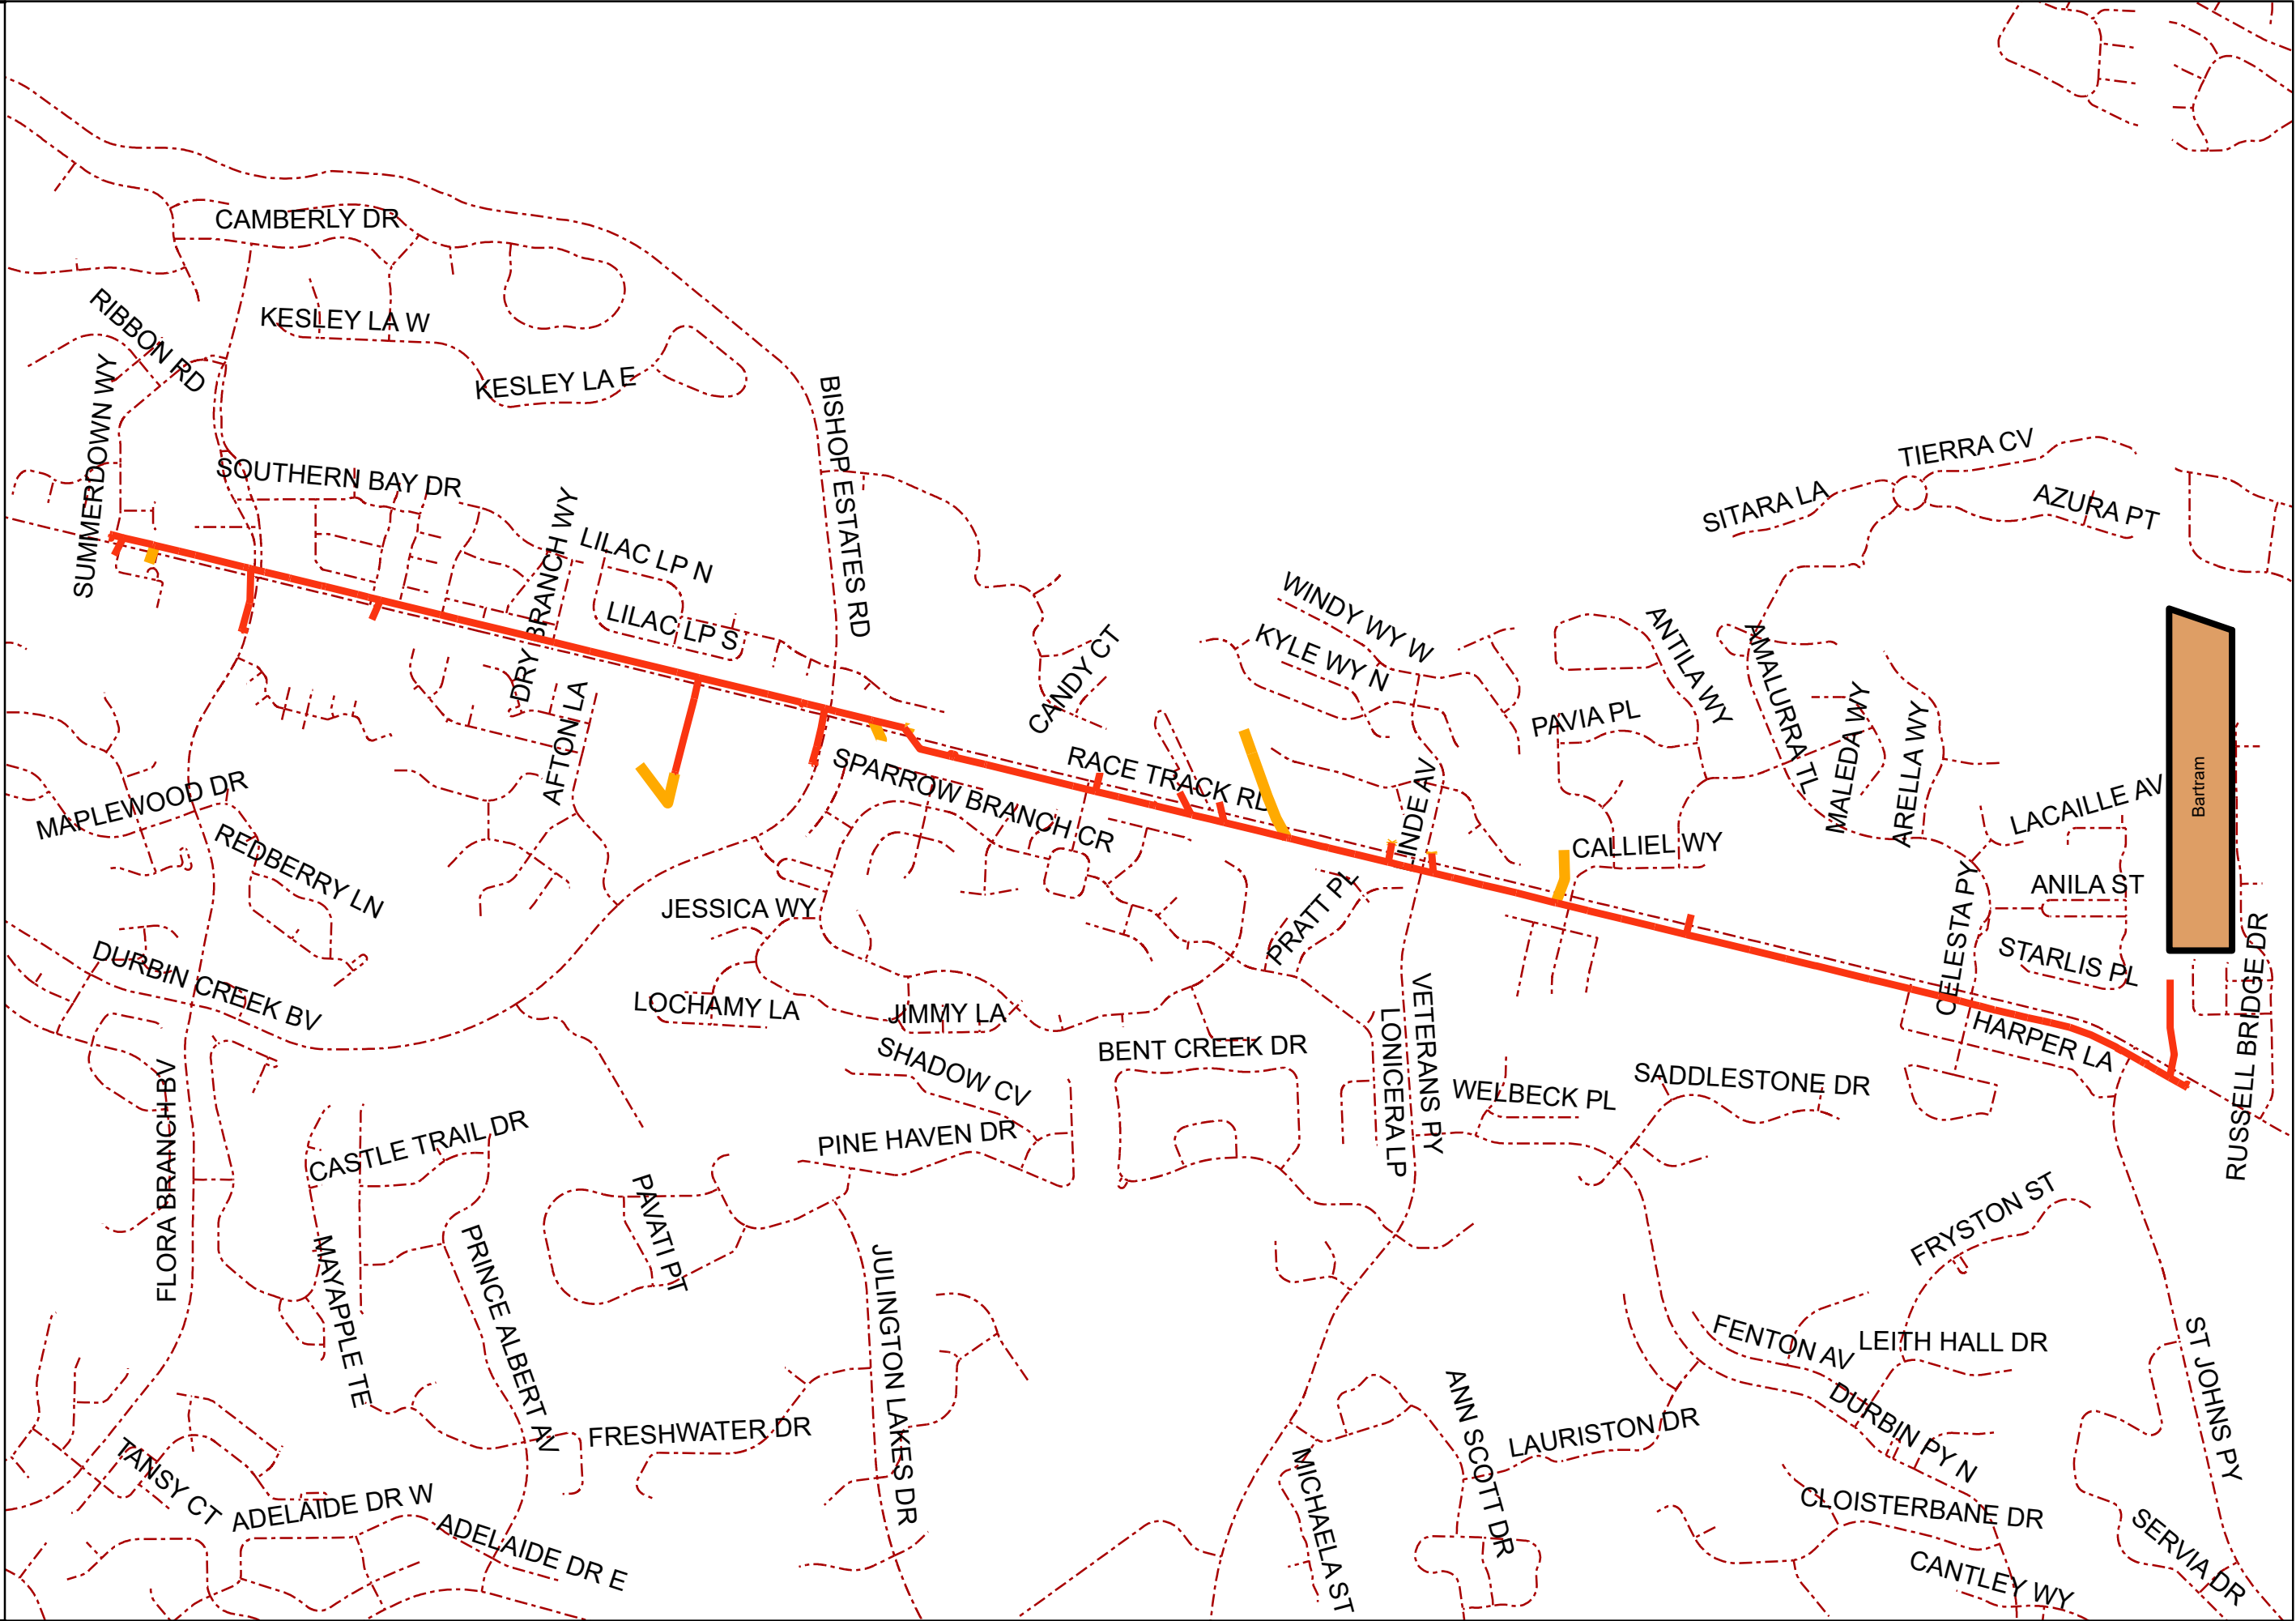 CAMBERLY DR
RIBBON RD
KESLEY LA W
KESLEY LA E
SUMMERDOWN WY
BISHOP ESTATES RD
SOUTHERN BAY DR
DRY BRANCH WY
LILAC LP N
LILAC LP S
TIERRA CV
SITARA LA
AZURA PT
WINDY WY W
KYLE WY N
CANDY CT
ANTILA WY
AMALURRA TL
PAVIA PL
MALEDA WY
ARELLA WY
AFTON LA
RACE TRACK RD
SPARROW BRANCH CR
LINDE AV
LACAILLE AV
Bartram
MAPLEWOOD DR
REDBERRY LN
CALLIEL WY
ANILA ST
JESSICA WY
PRATT PL
CELESTA PY
STARLIS PL
DURBIN CREEK BV
LOCHAMY LA
JIMMY LA
HARPER LA
RUSSELL BRIDGE DR
VETERANS PY
LONICERA LP
SHADOW CV
BENT CREEK DR
WELBECK PL
SADDLESTONE DR
FLORA BRANCH BV
CASTLE TRAIL DR
PINE HAVEN DR
PAVATI PT
FRYSTON ST
MAYAPPLE TE
PRINCE ALBERT AV
JULINGTON LAKES DR
FENTON AV
LEITH HALL DR
ST JOHNS PY
DURBIN PY N
ANN SCOTT DR
LAURISTON DR
FRESHWATER DR
MICHAELA ST
TANSY CT
ADELAIDE DR W
ADELAIDE DR E
CLOISTERBANE DR
SERVIA DR
CANTLEY WY